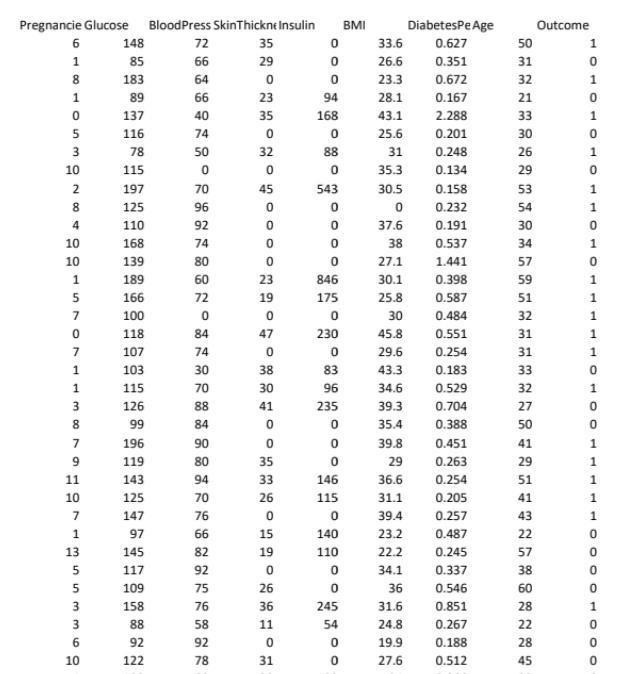 Pregnancie Glucose BloodPress SkinThickne Insulin BMI DiabetesPe Age Outcome
6 148 72 35 0 33.6 0.627 50 1
1 85 66 29 0 26.6 0.351 31 0
8 183 64 0 0 23.3 0.672 32 1
1 89 66 23 94 28.1 0.167 21 0
0 137 40 35 168 43.1 2.288 33 1
5 116 74 0 0 25.6 0.201 30 0
3 78 50 32 88 31 0.248 26 1
10 115 0 0 0 35.3 0.134 29 0
2 197 70 45 543 30.5 0.158 53 1
8 125 96 0 0 0 0.232 54 1
4 110 92 0 0 37.6 0.191 30 0
10 168 74 0 0 38 0.537 34 1
10 139 80 0 0 27.1 1.441 57 0
1 189 60 23 846 30.1 0.398 59 1
5 166 72 19 175 25.8 0.587 51 1
7 100 0 0 0 30 0.484 32 1
0 118 84 47 230 45.8 0.551 31 1
7 107 74 0 0 29.6 0.254 31 1
1 103 30 38 83 43.3 0.183 33 0
1 115 70 30 96 34.6 0.529 32 1
3 126 88 41 235 39.3 0.704 27 0
8 99 84 0 0 35.4 0.388 50 0
7 196 90 0 0 39.8 0.451 41 1
9 119 80 35 0 29 0.263 29 1
11 143 94 33 146 36.6 0.254 51 1
10 125 70 26 115 31.1 0.205 41 1
7 147 76 0 0 39.4 0.257 43 1
1 97 66 15 140 23.2 0.487 22 0
13 145 82 19 110 22.2 0.245 57 0
5 117 92 0 0 34.1 0.337 38 0
5 109 75 26 0 36 0.546 60 0
3 158 76 36 245 31.6 0.851 28 1
3 88 58 11 54 24.8 0.267 22 0
6 92 92 0 0 19.9 0.188 28 0
10 122 78 31 0 27.6 0.512 45 0